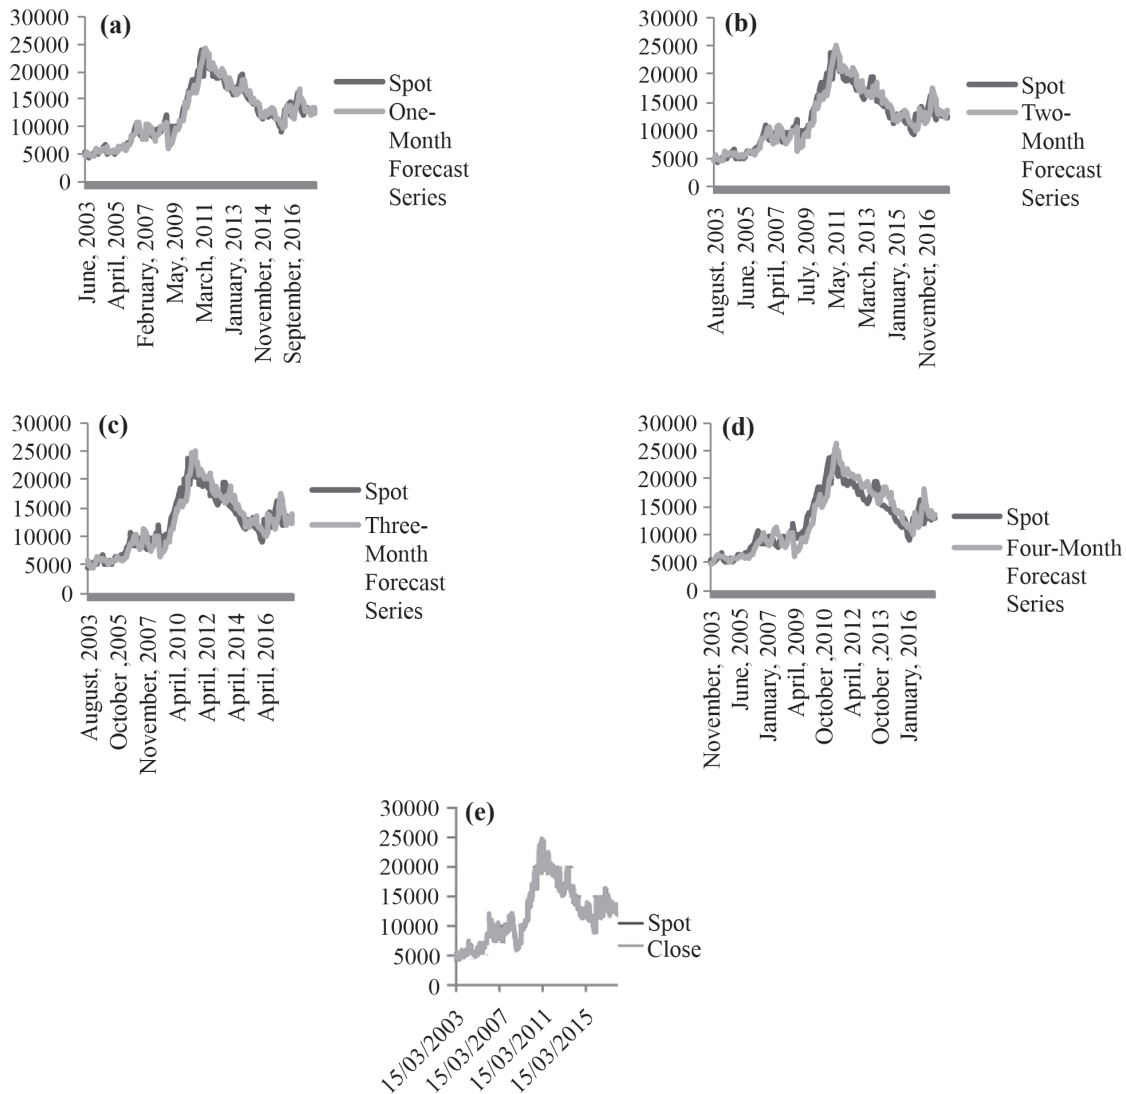 (a)
30000
25000
20000
15000
10000
5000
0
June, 2003
April, 2005
February, 2007
May, 2009
March, 2011
January, 2013
November, 2014
September, 2016
Spot
One-
Month
Forecast
Series
(b)
30000
25000
20000
15000
10000
5000
0
August, 2003
June, 2005
April, 2007
July, 2009
May, 2011
March, 2013
January, 2015
November, 2016
Spot
Two-
Month
Forecast
Series
(c)
30000
25000
20000
15000
10000
5000
0
August, 2003
October ,2005
November, 2007
April, 2010
April, 2012
April, 2014
April, 2016
Spot
Three-
Month
Forecast
Series
(d)
30000
25000
20000
15000
10000
5000
0
November, 2003
June, 2005
January, 2007
April, 2009
October ,2010
April, 2012
October ,2013
January, 2016
Spot
Four-Month
Forecast
Series
(e)
30000
25000
20000
15000
10000
5000
0
15/03/2003
15/03/2007
15/03/2011
15/03/2015
Spot
Close